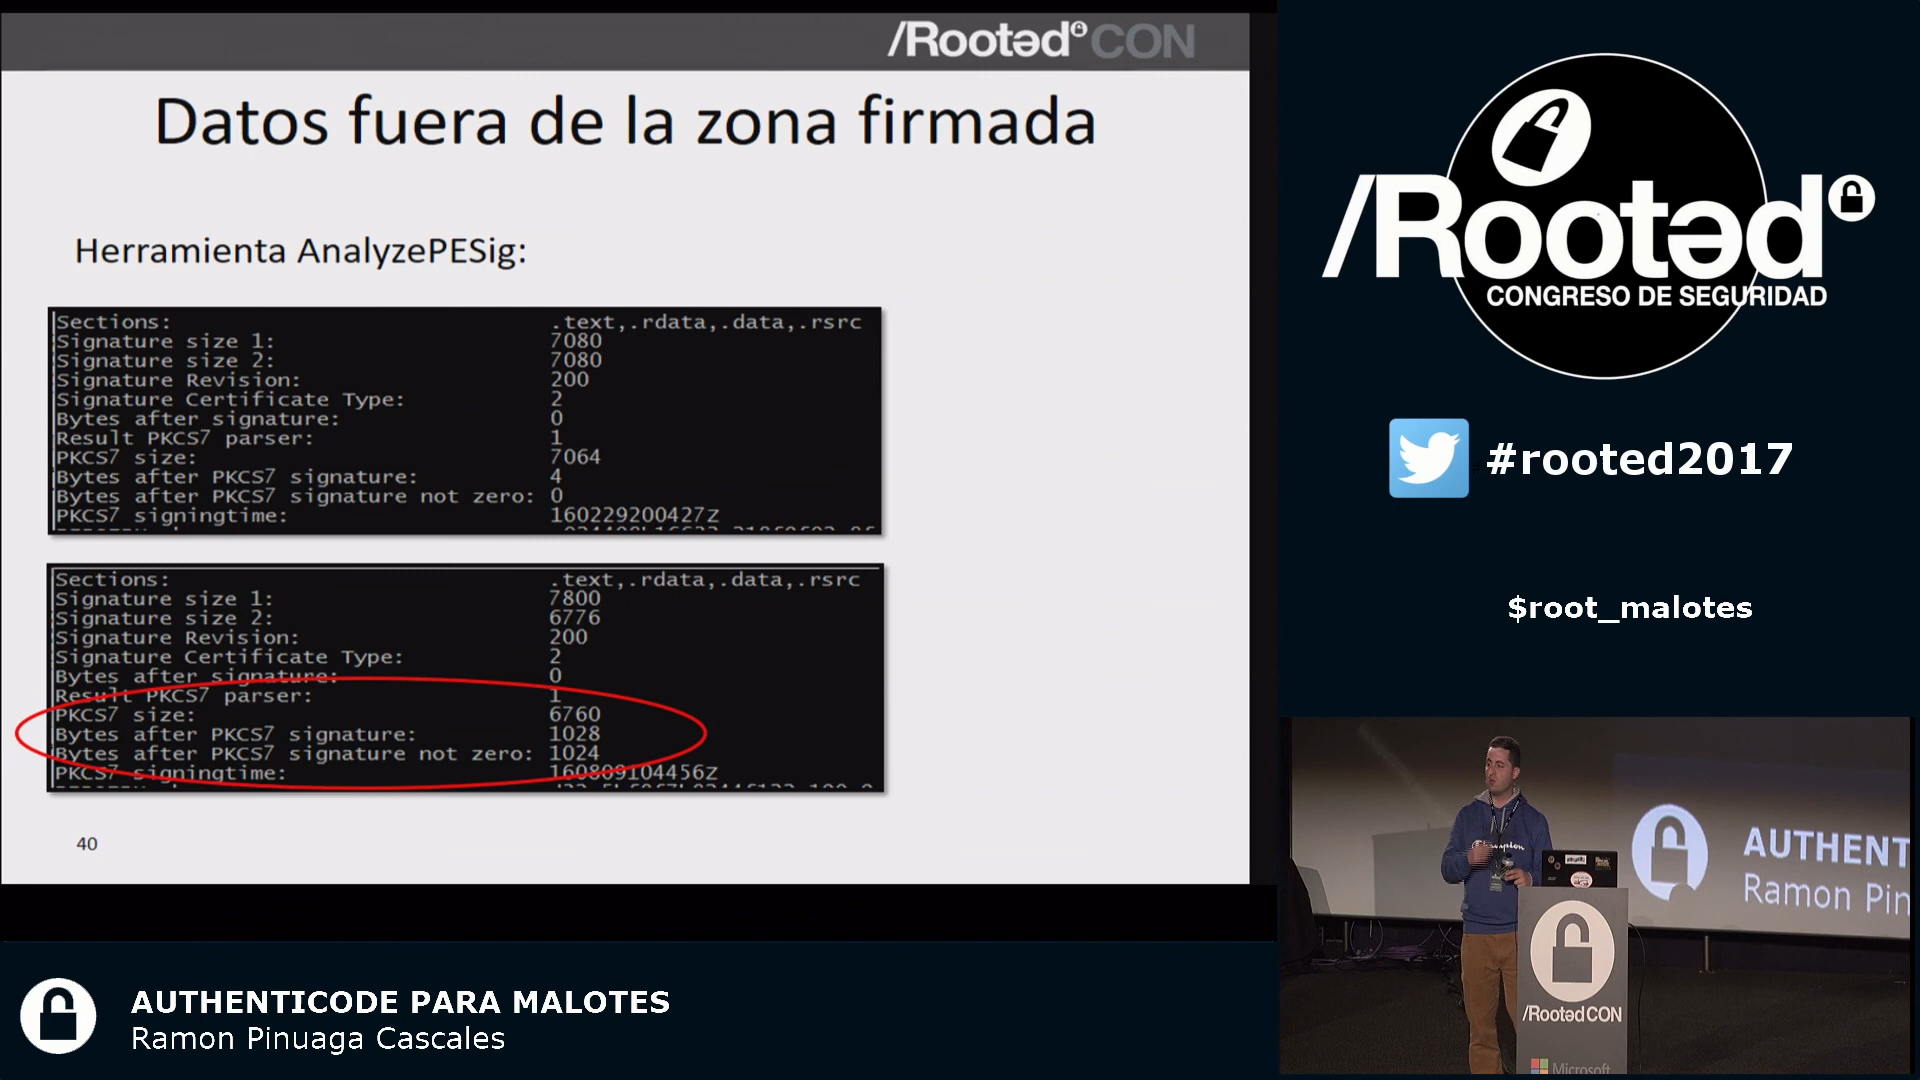 /Rootəd CON
Datos fuera de la zona firmada
Herramienta AnalyzePESig:
Sections: .text,.rdata,.data,.rsrc
Signature size 1: 7080
Signature size 2: 7080
Signature Revision: 200
Signature Certificate Type: 2
Bytes after signature: 0
Result PKCS7 parser: 1
PKCS7 size: 7064
Bytes after PKCS7 signature: 4
Bytes after PKCS7 signature not zero: 0
PKCS7 signingtime: 160229200427Z
Sections: .text,.rdata,.data,.rsrc
Signature size 1: 7800
Signature size 2: 6776
Signature Revision: 200
Signature Certificate Type: 2
Bytes after signature: 0
Result PKCS7 parser: 1
PKCS7 size: 6760
Bytes after PKCS7 signature: 1028
Bytes after PKCS7 signature not zero: 1024
PKCS7 signingtime: 160809104456Z
40
/Rootəd
CONGRESO DE SEGURIDAD
#rooted2017
$root_malotes
AUTHENT
Ramon Pin
Champion
/Rootəd CON
Microsoft
AUTHENTICODE PARA MALOTES
Ramon Pinuaga Cascales